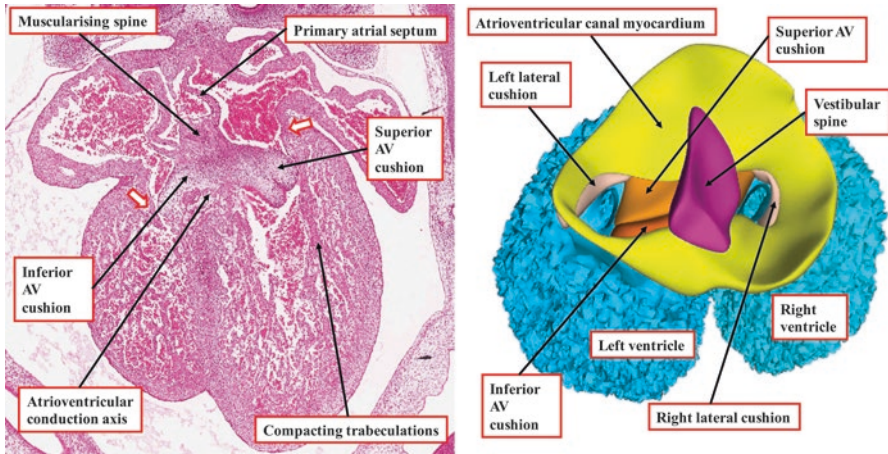 Muscularising spine
Primary atrial septum
Superior
AV
cushion
Inferior
AV
cushion
Atrioventricular
conduction axis
Compacting trabeculations
Atrioventricular canal myocardium
Superior AV
cushion
Left lateral
cushion
Vestibular
spine
Right
ventricle
Left ventricle
Inferior
AV
cushion
Right lateral cushion